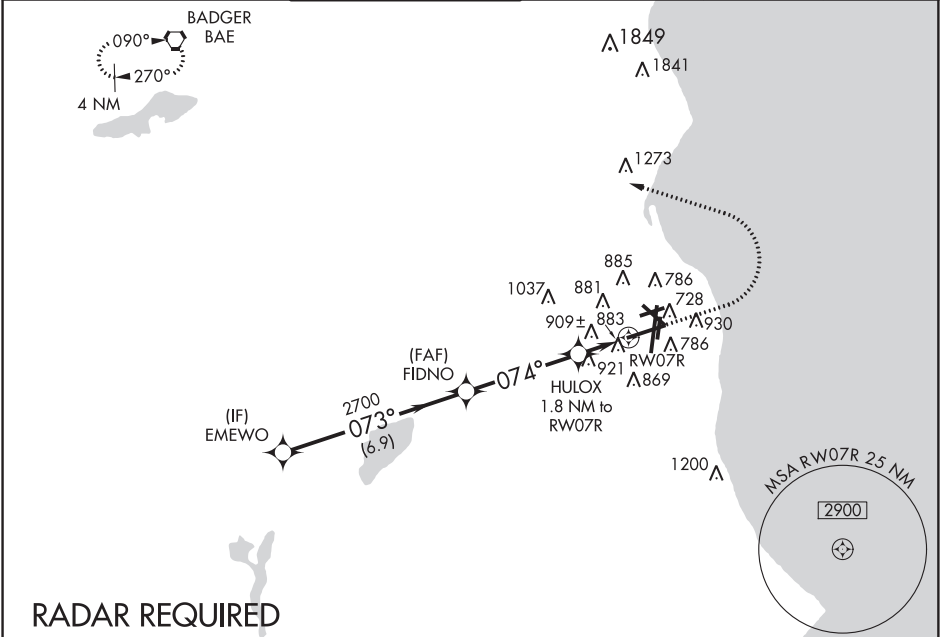 BADGER
BAE
090°
270°
4 NM
1849
1841
1273
885
786
1037
881
728
909±
883
930
786
RW07R
921
869
(FAF)
FIDNO
074°
HULOX
1.8 NM to
RW07R
(IF)
EMEWO
2700
073°
(6.9)
1200
MSA RW07R 25 NM
2900
RADAR REQUIRED